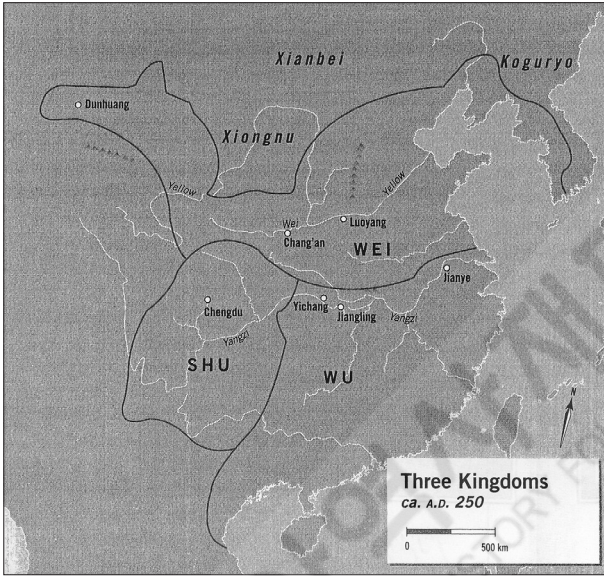 Xianbei
Koguryo
Dunhuang
Xiongnu
Yellow
Yellow
Wei
Luoyang
Chang'an
WEI
Jianye
Chengdu
Yichang
Jiangling
Yangzi
Yangzi
SHU
WU
N
Three Kingdoms
ca. A.D. 250
0 500 km